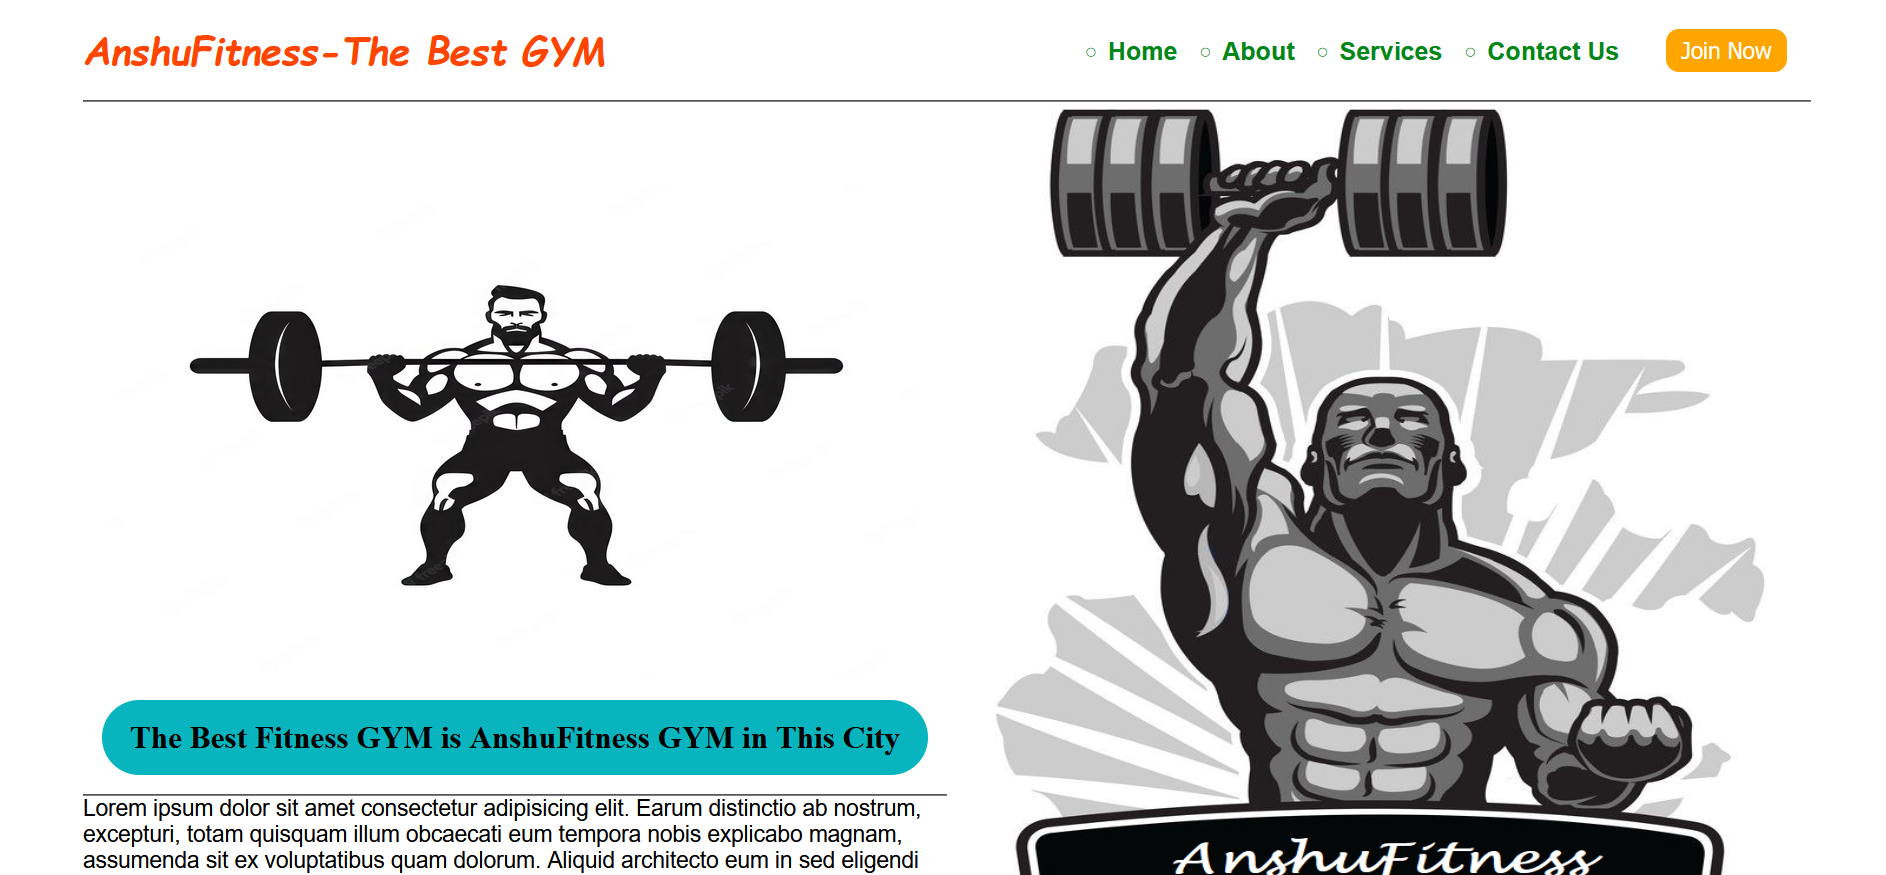 AnshuFitness-The Best GYM
Home
About
Services
Contact Us
Join Now
The Best Fitness GYM is AnshuFitness GYM in This City
Lorem ipsum dolor sit amet consectetur adipisicing elit. Earum distinctio ab nostrum,
excepturi, totam quisquam illum obcaecati eum tempora nobis explicabo magnam,
assumenda sit ex voluptatibus quam dolorum. Aliquid architecto eum in sed eligendi
AnshuFitness